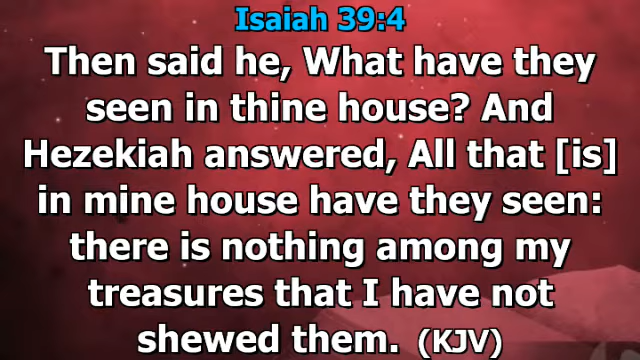 Isaiah 39:4
Then said he, What have they
seen in thine house? And
Hezekiah answered, All that [is]
in mine house have they seen:
there is nothing among my
treasures that I have not
shewed them. (KJV)